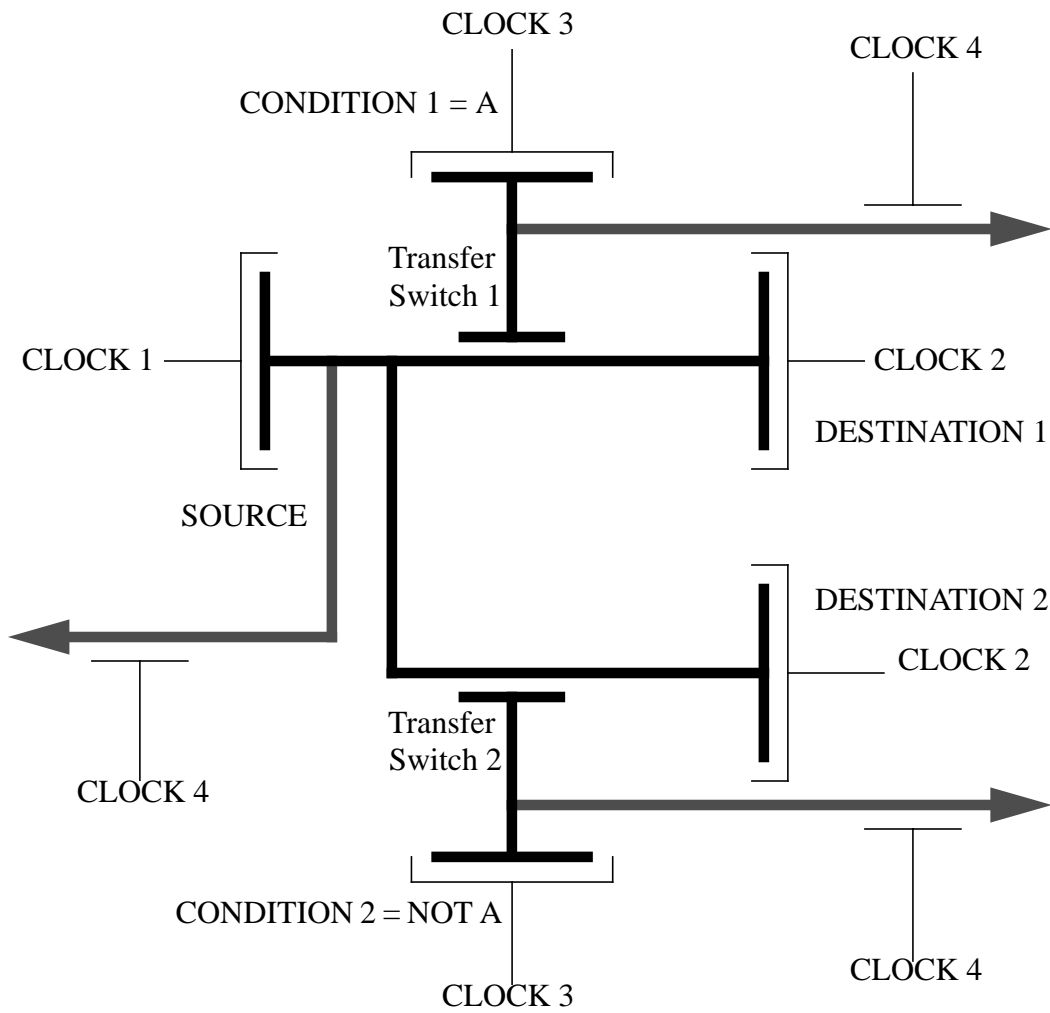 CLOCK 3
CLOCK 4
CONDITION 1 = A
Transfer
Switch 1
CLOCK 1
CLOCK 2
DESTINATION 1
SOURCE
DESTINATION 2
CLOCK 2
Transfer
Switch 2
CLOCK 4
CONDITION 2 = NOT A
CLOCK 4
CLOCK 3